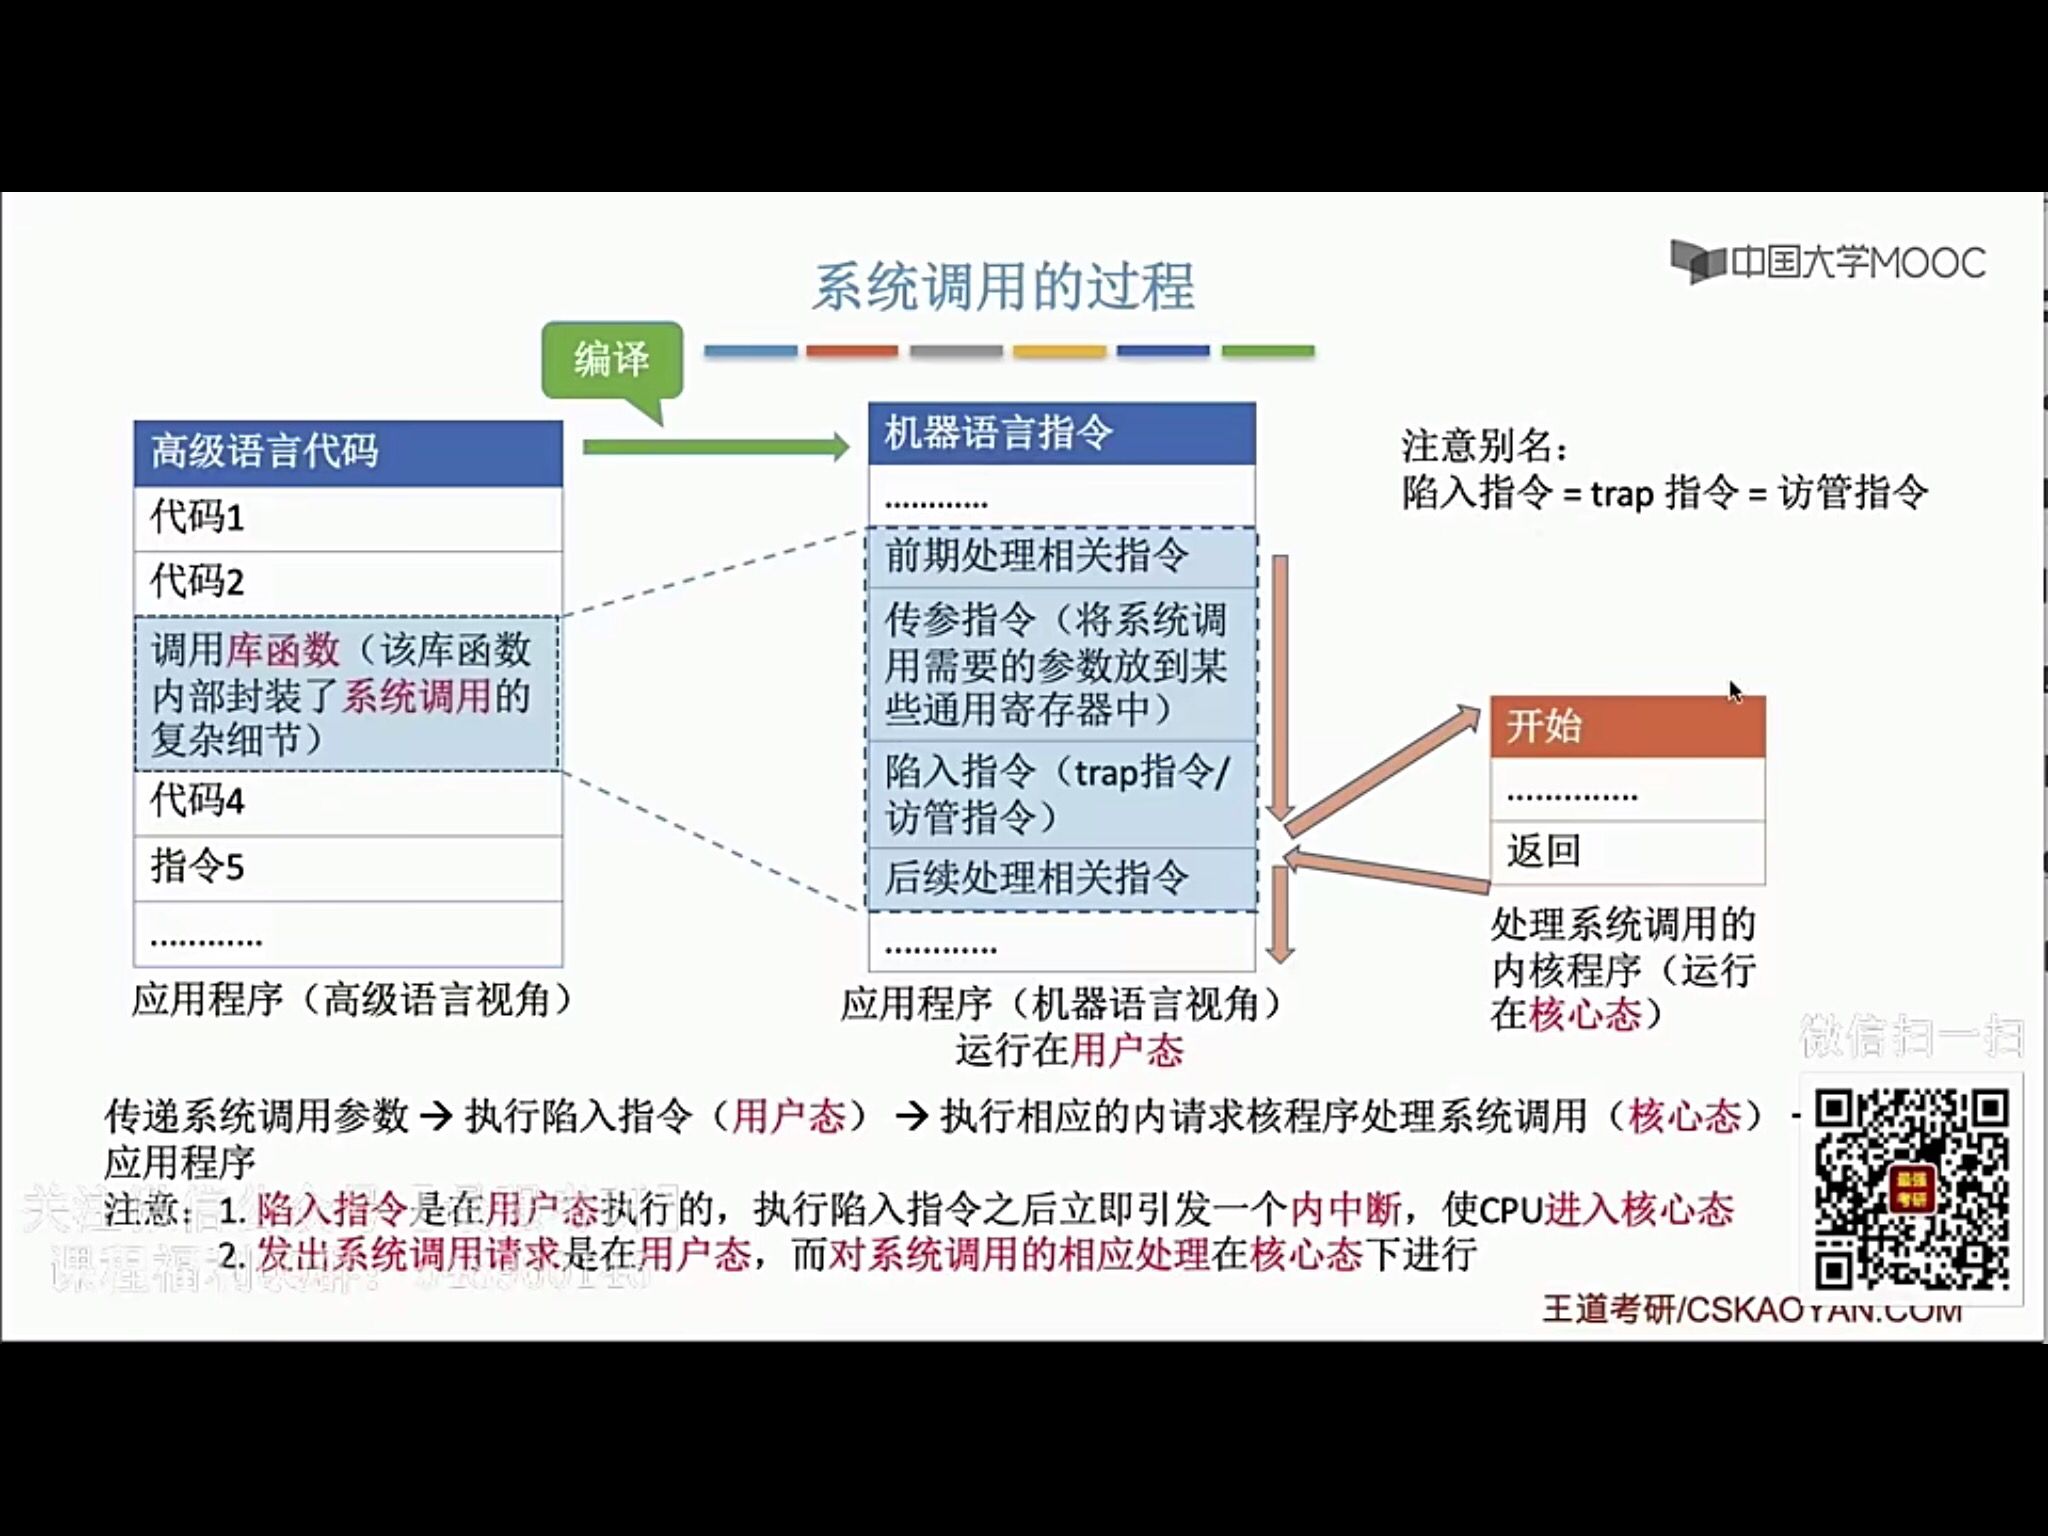 中国大学MOOC
系统调用的过程
编译
高级语言代码
代码1
代码2
调用库函数（该库函数
内部封装了系统调用的
复杂细节）
代码4
指令5
…………
应用程序（高级语言视角）
机器语言指令
…………
前期处理相关指令
传参指令（将系统调
用需要的参数放到某
些通用寄存器中）
陷入指令（trap指令/
访管指令）
后续处理相关指令
…………
应用程序（机器语言视角）
运行在用户态
注意别名：
陷入指令 = trap 指令 = 访管指令
开始
…………..
返回
处理系统调用的
内核程序（运行
在核心态）
微信扫一扫
最强
考研
传递系统调用参数 → 执行陷入指令（用户态） → 执行相应的内请求核程序处理系统调用（核心态）
应用程序
注意：1. 陷入指令是在用户态执行的，执行陷入指令之后立即引发一个内中断，使CPU进入核心态
2. 发出系统调用请求是在用户态，而对系统调用的相应处理在核心态下进行
王道考研/CSKAOYAN.COM